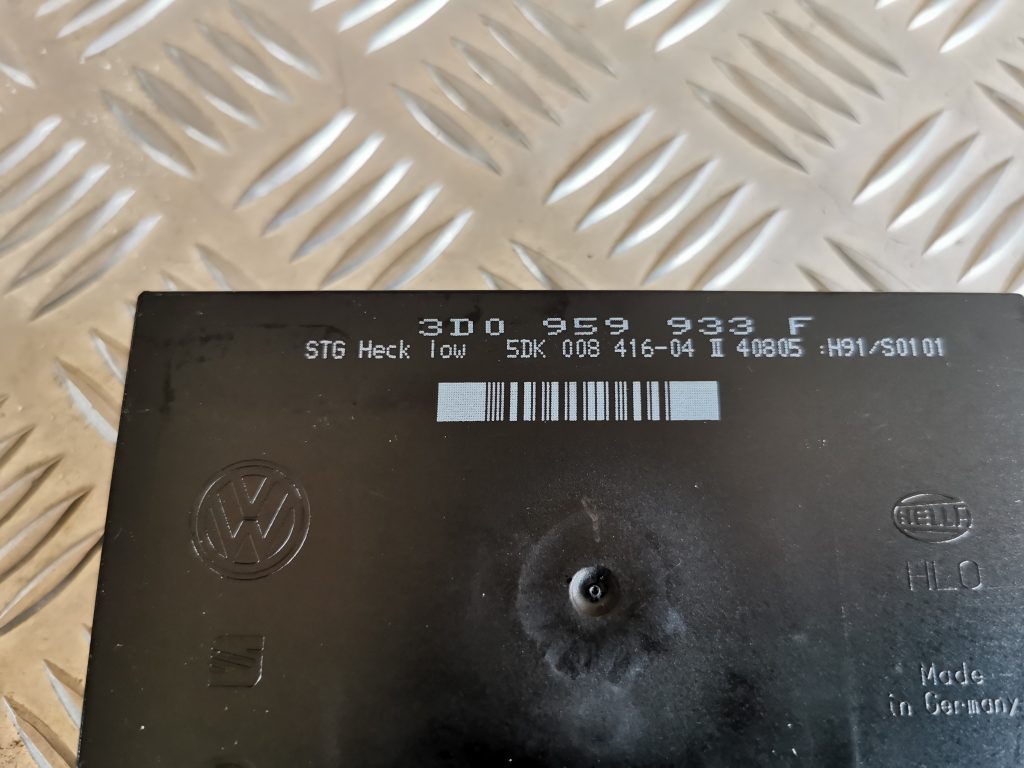 3D0 959 933 F
STG Heck low 5DK 008 416-04 II 40805 :H91/S0101
HELLA
HLO
Made
in Germany